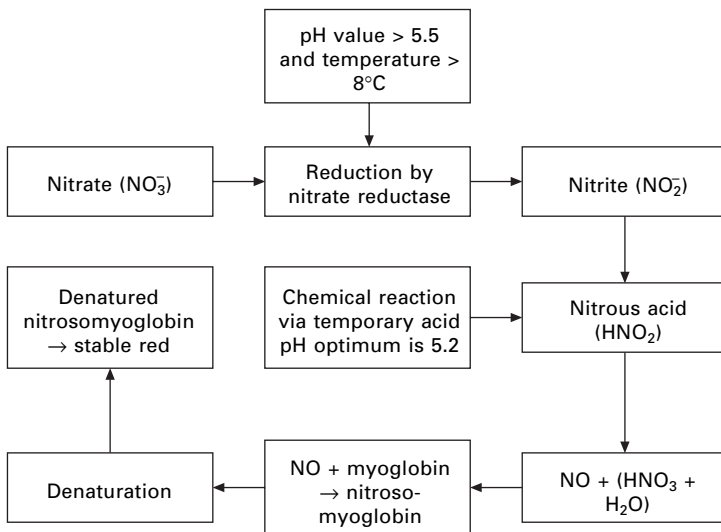 pH value > 5.5
and temperature >
8°C
Nitrate (NO₃⁻)
Reduction by
nitrate reductase
Nitrite (NO₂⁻)
Denatured
nitrosomyoglobin
→ stable red
Chemical reaction
via temporary acid
pH optimum is 5.2
Nitrous acid
(HNO₂)
Denaturation
NO + myoglobin
→ nitroso-
myoglobin
NO + (HNO₃ +
H₂O)